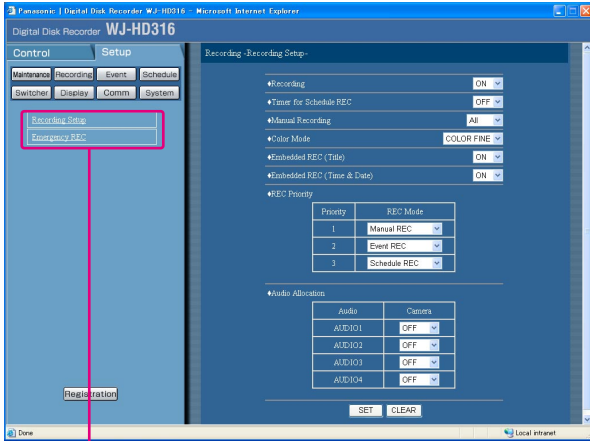 Panasonic | Digital Disk Recorder WJ-HD316 - Microsoft Internet Explorer
Digital Disk Recorder WJ-HD316
Control Setup
Maintenance Recording Event Schedule
Switcher Display Comm System
Recording Setup
Emergency REC
Registration
Recording -Recording Setup-
♦Recording ON
♦Timer for Schedule REC OFF
♦Manual Recording All
♦Color Mode COLOR FINE
♦Embedded REC (Title) ON
♦Embedded REC (Time & Date) ON
♦REC Priority
Priority REC Mode
1 Manual REC
2 Event REC
3 Schedule REC
♦Audio Allocation
Audio Camera
AUDIO1 OFF
AUDIO2 OFF
AUDIO3 OFF
AUDIO4 OFF
SET CLEAR
Done Local intranet